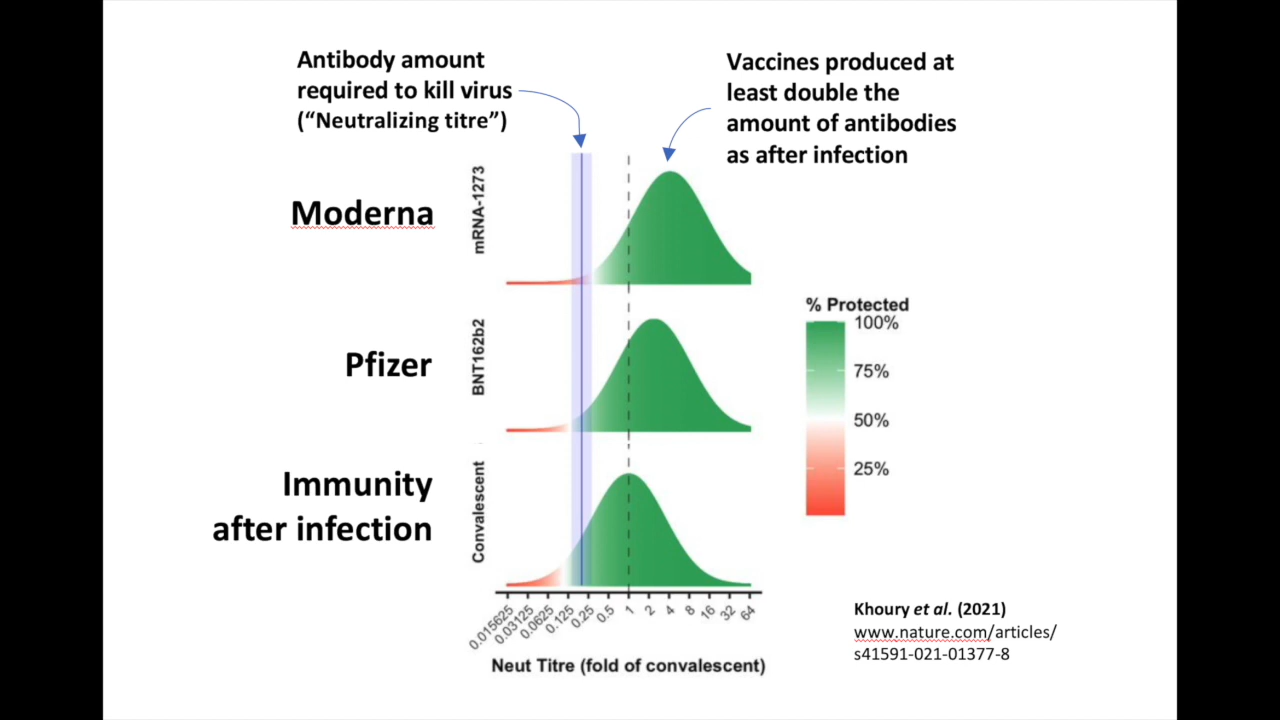 Antibody amount
required to kill virus
(“Neutralizing titre”)
Vaccines produced at
least double the
amount of antibodies
as after infection
Moderna
mRNA-1273
Pfizer
BNT162b2
Immunity
after infection
Convalescent
% Protected
100%
75%
50%
25%
0.015625
0.03125
0.0625
0.125
0.25
0.5
1
2
4
8
16
32
64
Neut Titre (fold of convalescent)
Khoury et al. (2021)
www.nature.com/articles/
s41591-021-01377-8